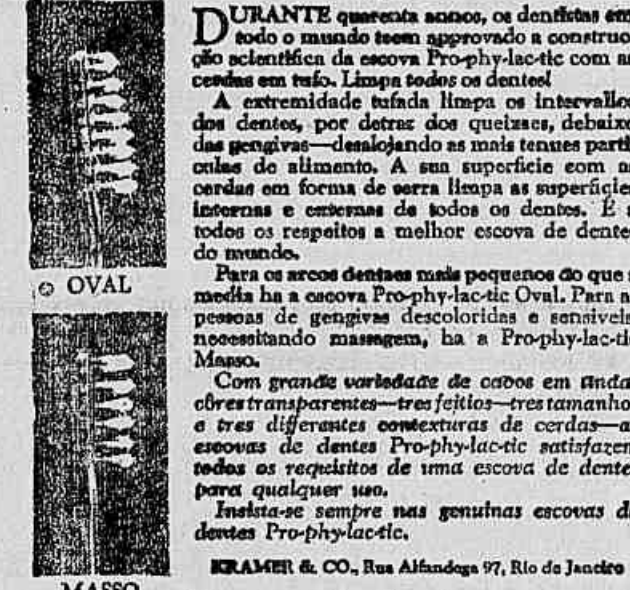 OVAL
MASSO
DURANTE quarenta annos, os dentistas em
todo o mundo teem approvado a construc
ção scientifica da escova Pro-phy-lac-tic com as
cerdas em tufo. Limpa todos os dentes!
A extremidade tufada limpa os intervallos
dos dentes, por detraz dos queixaes, debaixo
das gengivas—desalojando as mais tenues parti
culas de alimento. A sua superficie com as
cerdas em forma de serra limpa as superficies
internas e externas de todos os dentes. É a
todos os respeitos a melhor escova de dentes
do mundo.
Para os arcos dentaes mais pequenos do que a
media ha a escova Pro-phy-lac-tic Oval. Para as
pessoas de gengivas descoloridas e sensiveis
necessitando massagem, ha a Pro-phy-lac-tic
Masso.
Com grande variedade de cabos em lindas
côres transparentes—tres feitios—tres tamanhos
e tres differentes contexturas de cerdas—as
escovas de dentes Pro-phy-lac-tic satisfazem
todos os requisitos de uma escova de dentes
para qualquer uso.
Insista-se sempre nas genuinas escovas de
dentes Pro-phy-lac-tic.
KRAMER & CO., Rua Alfandega 97, Rio de Janeiro